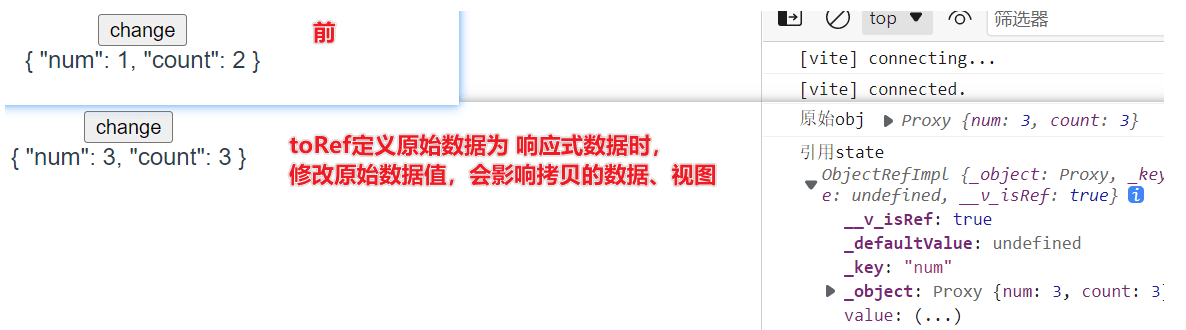 change
{ "num": 1, "count": 2 }
前
change
{ "num": 3, "count": 3 }
toRef定义原始数据为 响应式数据时,
修改原始数据值，会影响拷贝的数据、视图
top
筛选器
[vite] connecting...
[vite] connected.
原始obj Proxy {num: 3, count: 3}
引用state
ObjectRefImpl {_object: Proxy, _key
e: undefined, __v_isRef: true}
__v_isRef: true
_defaultValue: undefined
_key: "num"
_object: Proxy {num: 3, count: 3}
value: (...)